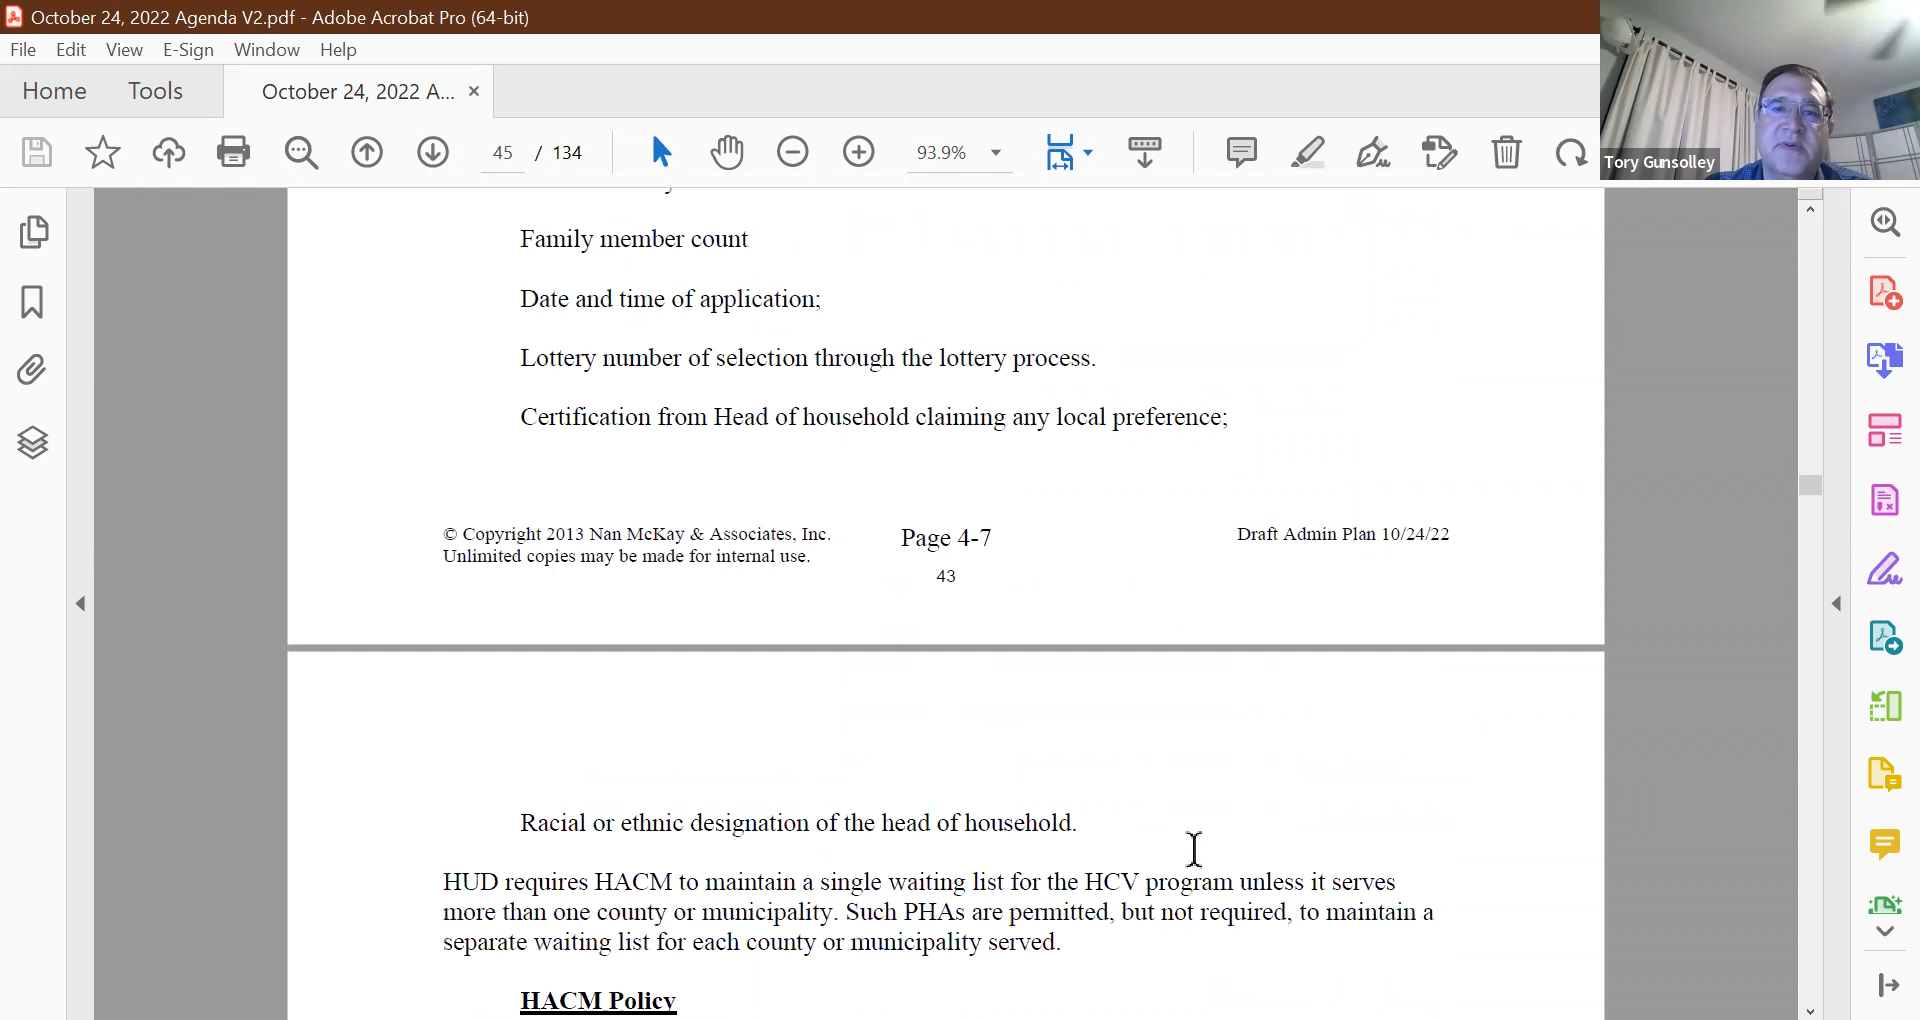 October 24, 2022 Agenda V2.pdf - Adobe Acrobat Pro (64-bit)
File Edit View E-Sign Window Help
Home Tools October 24, 2022 A... ×
45 / 134 93.9%
Tory Gunsolley
Family member count
Date and time of application;
Lottery number of selection through the lottery process.
Certification from Head of household claiming any local preference;
© Copyright 2013 Nan McKay & Associates, Inc. Page 4-7 Draft Admin Plan 10/24/22
Unlimited copies may be made for internal use.
43
Racial or ethnic designation of the head of household.
HUD requires HACM to maintain a single waiting list for the HCV program unless it serves
more than one county or municipality. Such PHAs are permitted, but not required, to maintain a
separate waiting list for each county or municipality served.
HACM Policy